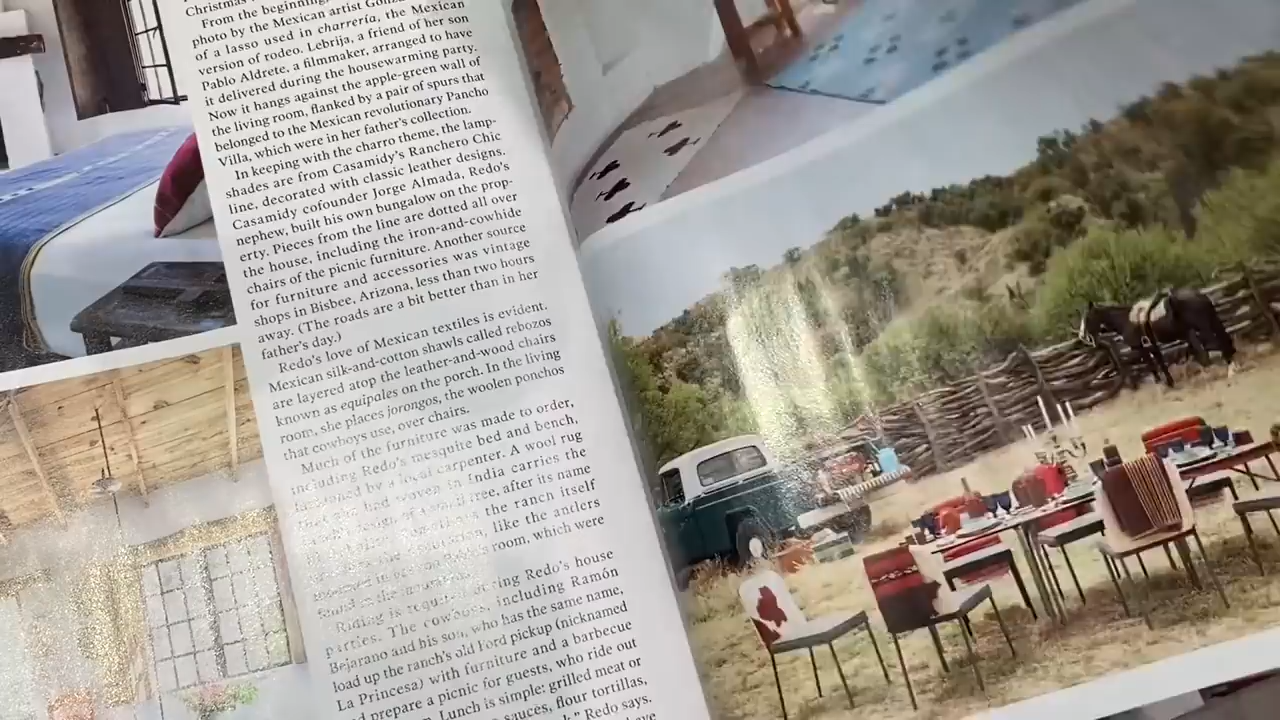 Christmas
From the beginning,
photo by the Mexican artist
of a lasso used in charrería, the Mexican
version of rodeo. Lebrija, a friend of her son
Pablo Aldrete, a filmmaker, arranged to have
it delivered during the housewarming party.
Now it hangs against the apple-green wall of
the living room, flanked by a pair of spurs that
belonged to the Mexican revolutionary Pancho
Villa, which were in her father's collection.
In keeping with the charro theme, the lamp-
shades are from Casamidy's Ranchero Chic
line, decorated with classic leather designs.
Casamidy cofounder Jorge Almada, Redo's
nephew, built his own bungalow on the prop-
erty. Pieces from the line are dotted all over
the house, including the iron-and-cowhide
chairs of the picnic furniture. Another source
for furniture and accessories was vintage
shops in Bisbee, Arizona, less than two hours
away. (The roads are a bit better than in her
father's day.)
Redo's love of Mexican textiles is evident.
Mexican silk-and-cotton shawls called rebozos
are layered atop the leather-and-wood chairs
known as equipales on the porch. In the living
room, she places jorongos, the woolen ponchos
that cowboys use, over chairs.
Much of the furniture was made to order,
including Redo's mesquite bed and bench,
by a local carpenter. A wool rug
woven in India carries the
tree, after its name
the ranch itself
like the anders
room, which were
Riding is Redo's house
parties. The cowboys, including Ramón
Bejarano and his son, who has the same name,
load up the ranch's old Ford pickup (nicknamed
La Princesa) with furniture and a barbecue
and prepare a picnic for guests, who ride out
Lunch is simple: grilled meat or
sauces, flour tortillas,
Redo says.
have